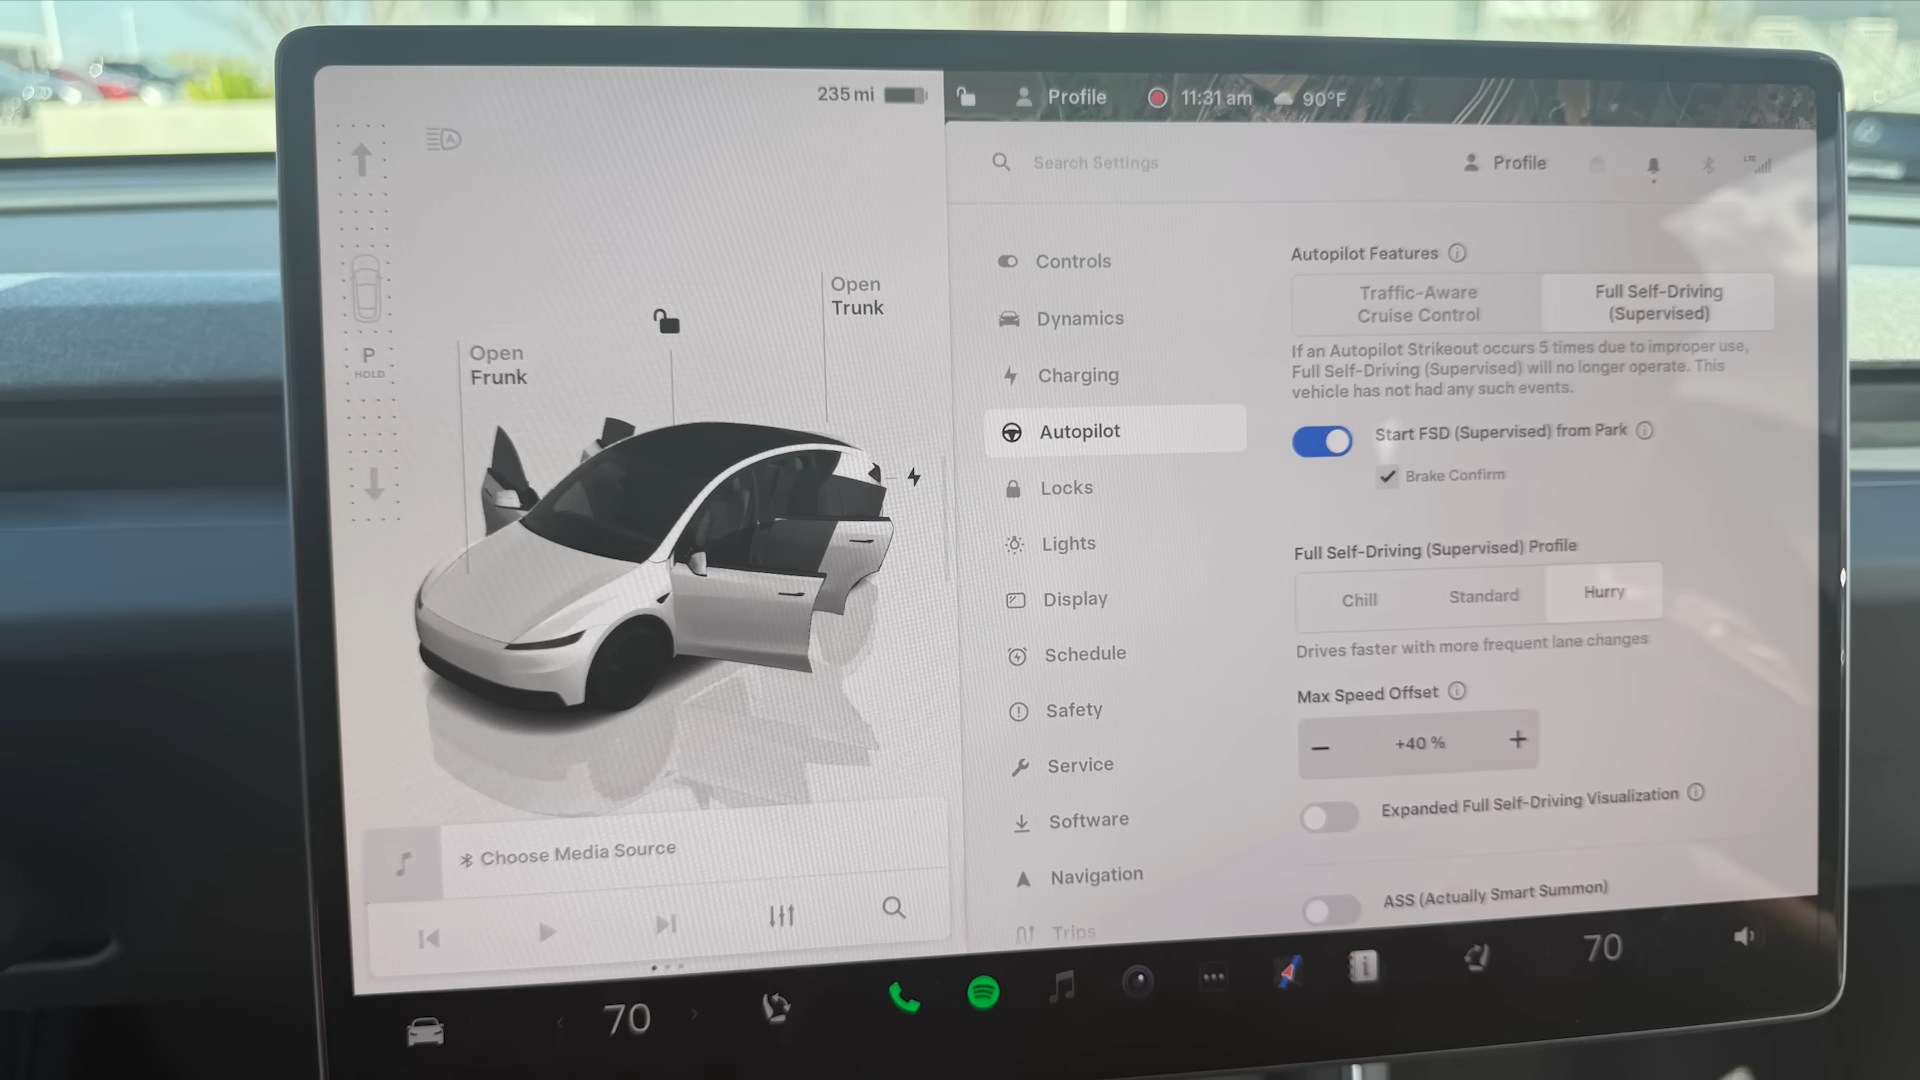 235 mi
Profile
11:31 am
90°F
Search Settings
Profile
LTE
P
HOLD
Open
Frunk
Open
Trunk
Choose Media Source
Controls
Dynamics
Charging
Autopilot
Locks
Lights
Display
Schedule
Safety
Service
Software
Navigation
Trips
Autopilot Features
Traffic-Aware
Cruise Control
Full Self-Driving
(Supervised)
If an Autopilot Strikeout occurs 5 times due to improper use,
Full Self-Driving (Supervised) will no longer operate. This
vehicle has not had any such events.
Start FSD (Supervised) from Park
Brake Confirm
Full Self-Driving (Supervised) Profile
Chill
Standard
Hurry
Drives faster with more frequent lane changes
Max Speed Offset
+40 %
Expanded Full Self-Driving Visualization
ASS (Actually Smart Summon)
70
70